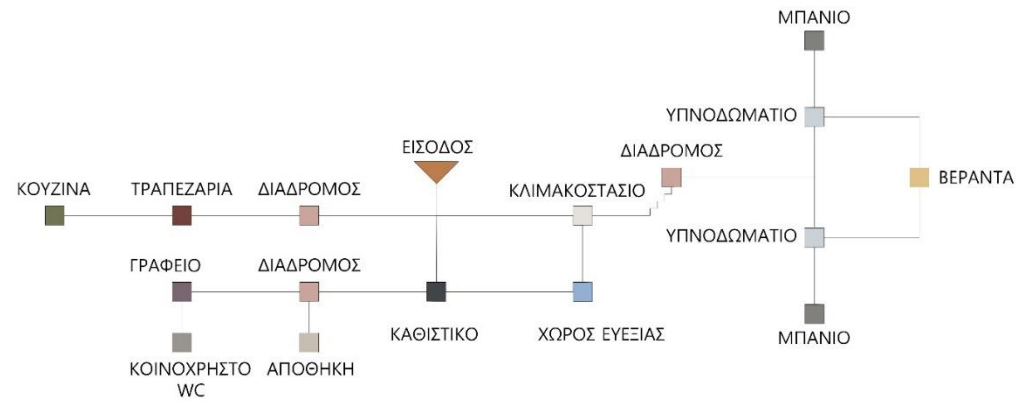 ΜΠΑΝΙΟ
ΥΠΝΟΔΩΜΑΤΙΟ
ΕΙΣΟΔΟΣ
ΔΙΑΔΡΟΜΟΣ
ΒΕΡΑΝΤΑ
ΚΟΥΖΙΝΑ
ΤΡΑΠΕΖΑΡΙΑ
ΔΙΑΔΡΟΜΟΣ
ΚΛΙΜΑΚΟΣΤΑΣΙΟ
ΥΠΝΟΔΩΜΑΤΙΟ
ΓΡΑΦΕΙΟ
ΔΙΑΔΡΟΜΟΣ
ΚΑΘΙΣΤΙΚΟ
ΧΩΡΟΣ ΕΥΕΞΙΑΣ
ΜΠΑΝΙΟ
ΚΟΙΝΟΧΡΗΣΤΟ
WC
ΑΠΟΘΗΚΗ